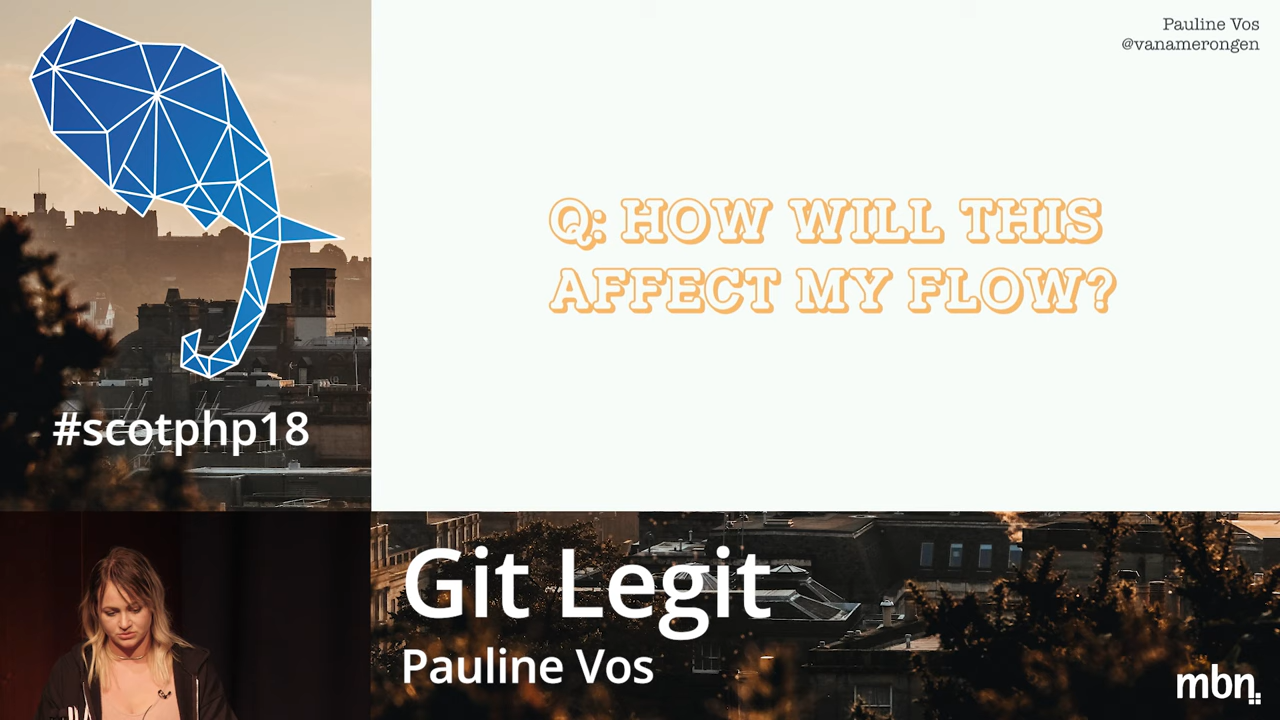 Pauline Vos
@vanamerongen
Q: HOW WILL THIS
AFFECT MY FLOW?
#scotphp18
Git Legit
Pauline Vos
mbn